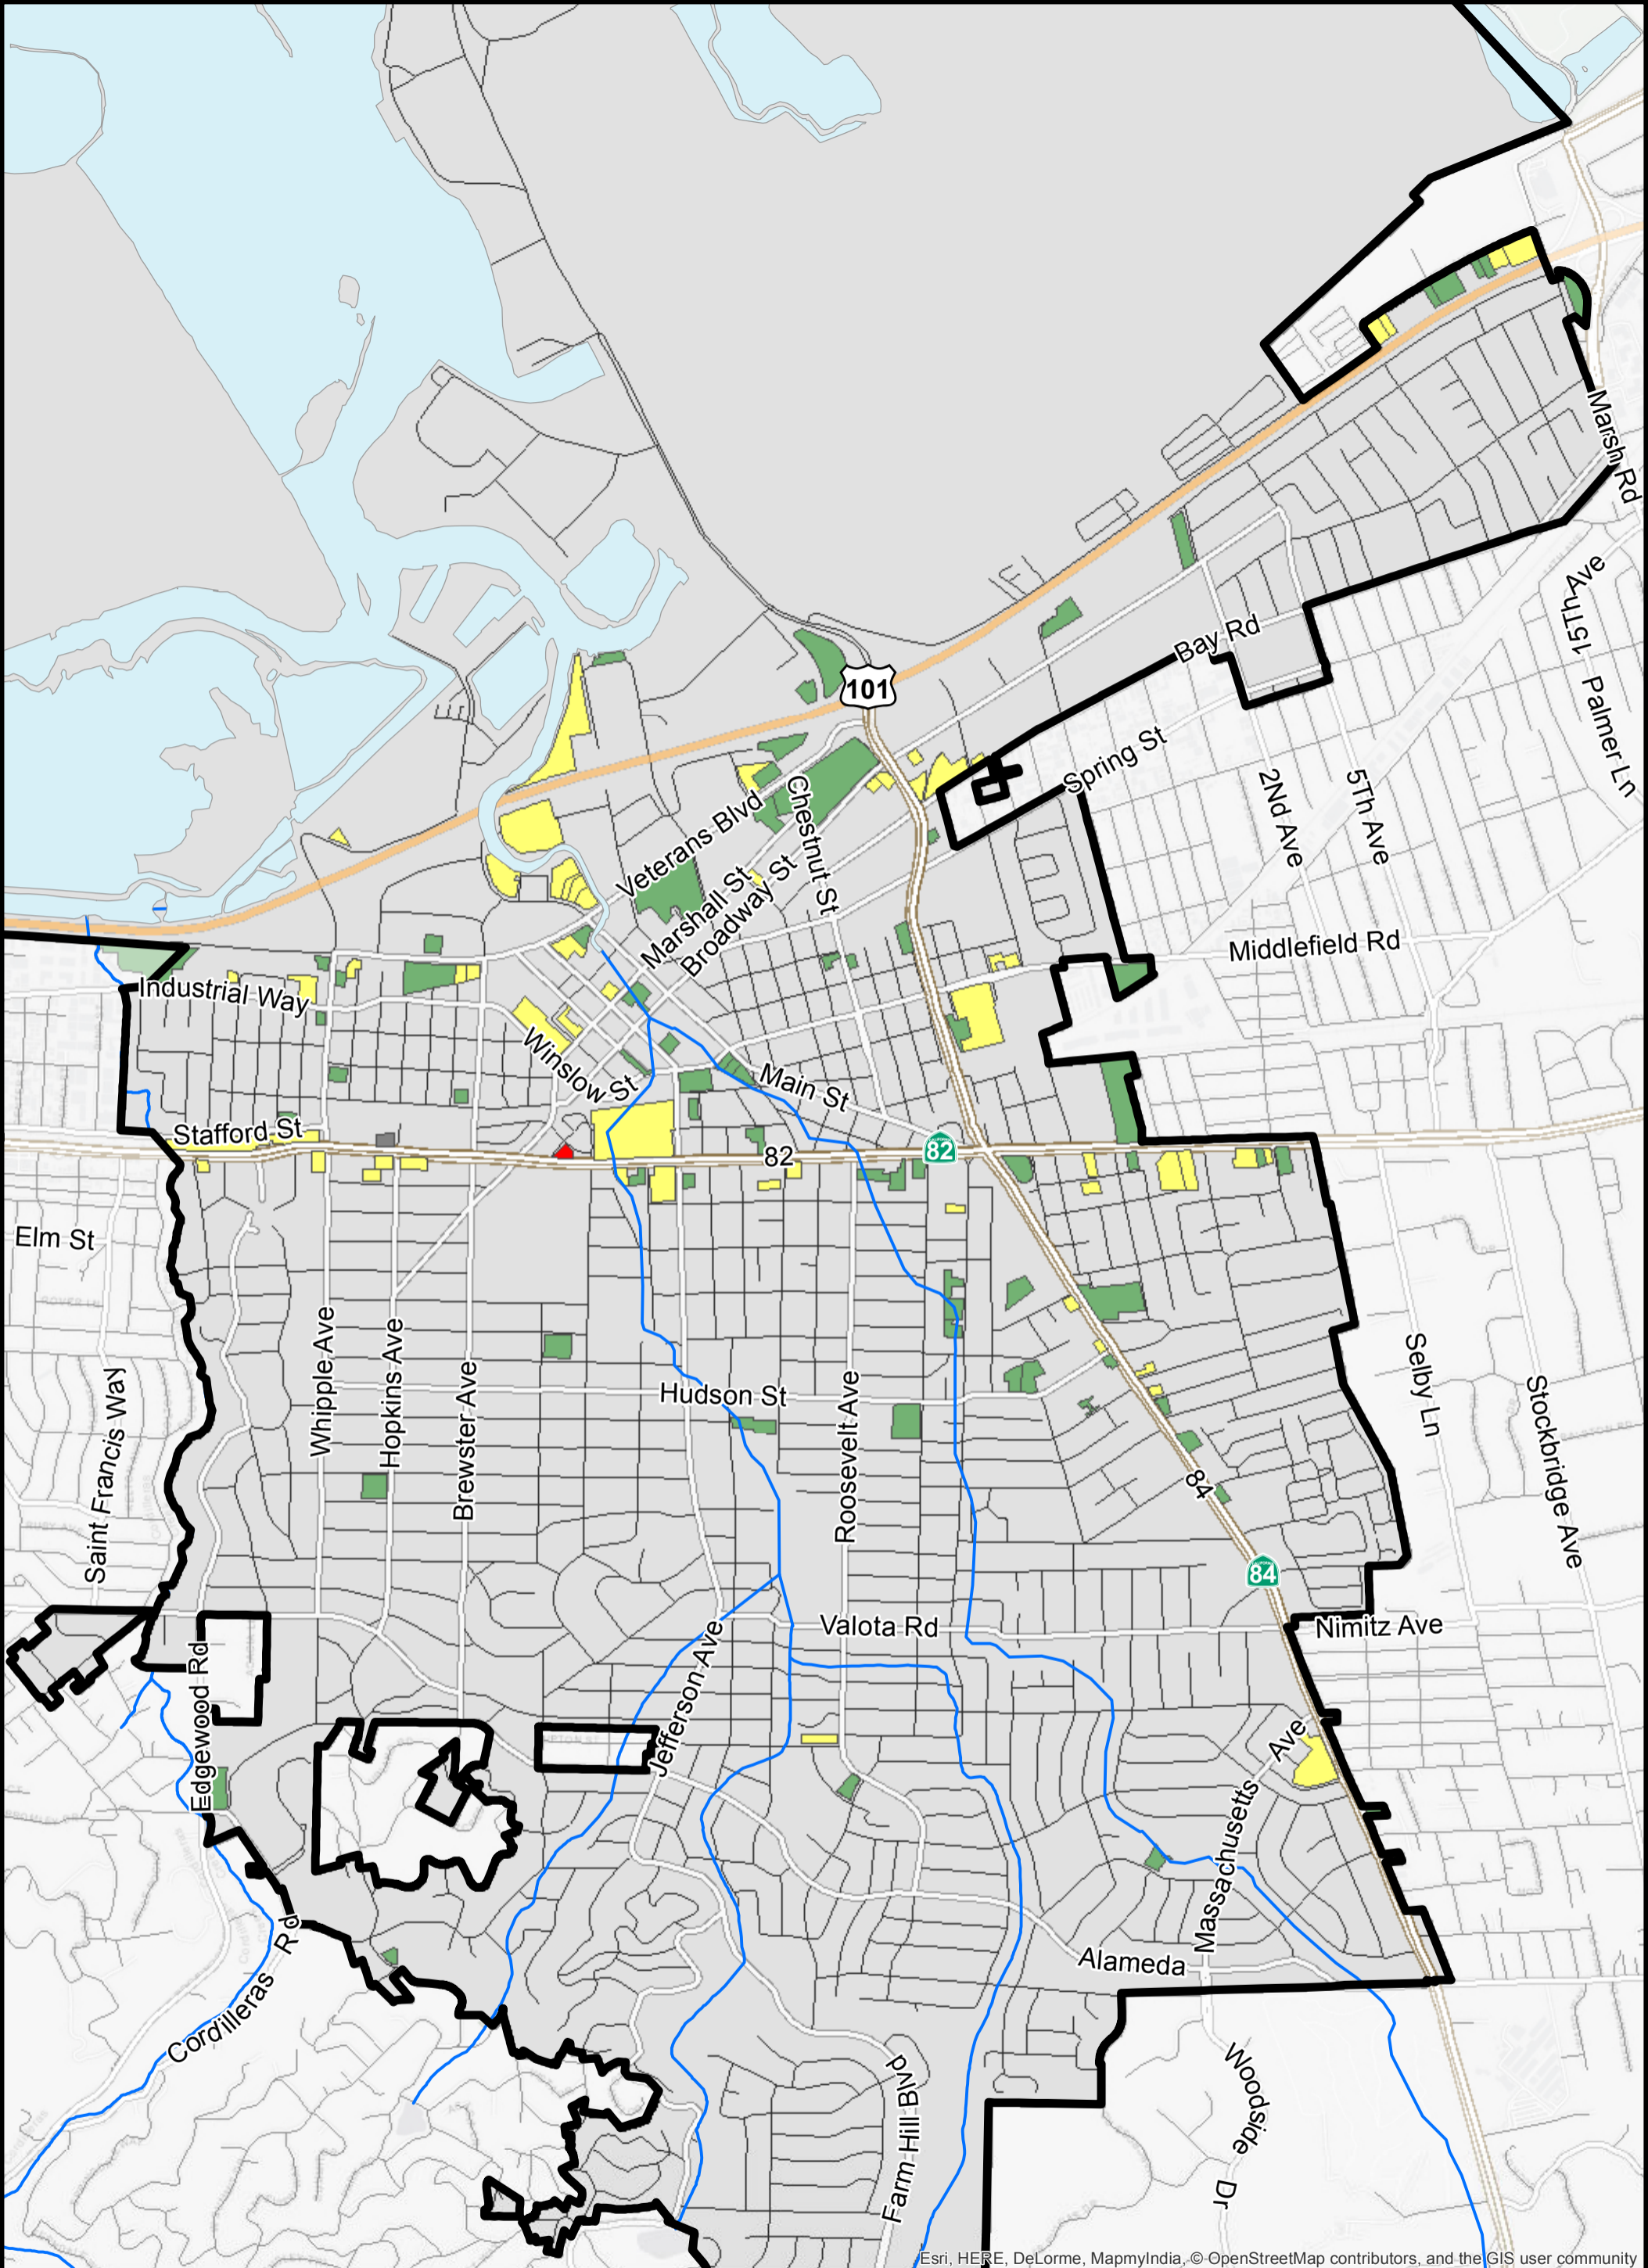 Marsh Rd
15Th Ave
101
Bay Rd
Palmer Ln
Spring St
2Nd Ave
5Th Ave
Chestnut St
Veterans Blvd
Marshall St
Broadway St
Middlefield Rd
Industrial Way
Winslow St
Main St
Stafford St
82
82
Elm St
Whipple Ave
Hopkins Ave
Brewster Ave
Saint Francis Way
Hudson St
Roosevelt Ave
Selby Ln
Stockbridge Ave
84
84
Valota Rd
Nimitz Ave
Edgewood Rd
Jefferson Ave
Massachusetts Ave
Alameda
Cordilleras Rd
Farm Hill Blvd
Woodside Dr
Esri, HERE, DeLorme, MapmyIndia, © OpenStreetMap contributors, and the GIS user community